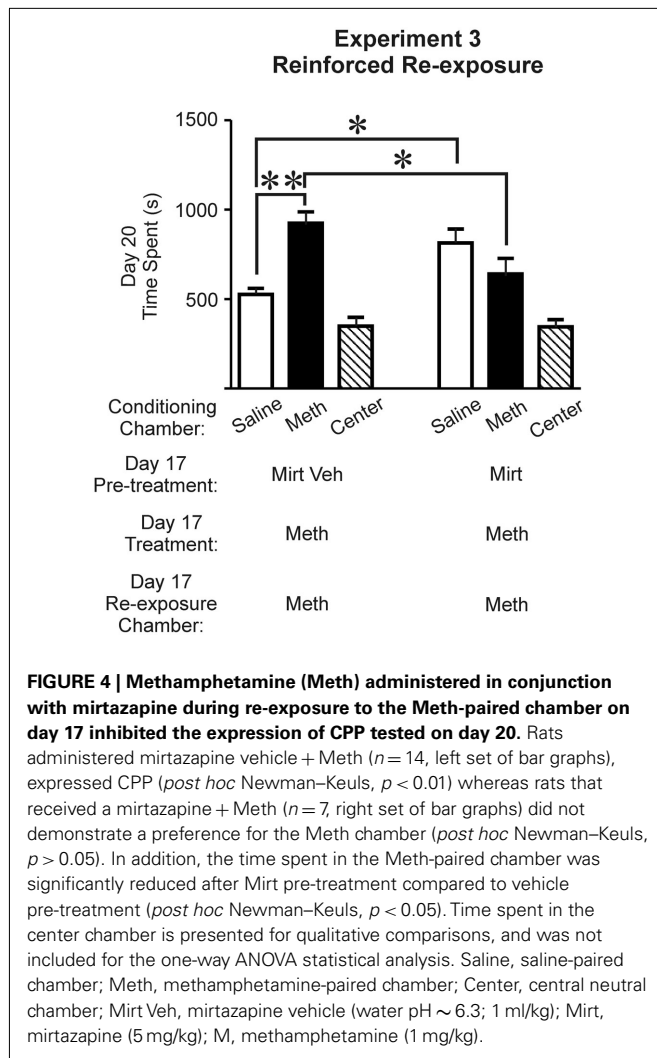 Experiment 3
Reinforced Re-exposure
Day 20
Time Spent (s)
1500
1000
500
*
**
*
Conditioning
Chamber:
Saline
Meth
Center
Saline
Meth
Center
Day 17
Pre-treatment:
Mirt Veh
Mirt
Day 17
Treatment:
Meth
Meth
Day 17
Re-exposure
Chamber:
Meth
Meth
FIGURE 4 | Methamphetamine (Meth) administered in conjunction
with mirtazapine during re-exposure to the Meth-paired chamber on
day 17 inhibited the expression of CPP tested on day 20. Rats
administered mirtazapine vehicle + Meth (n = 14, left set of bar graphs),
expressed CPP (post hoc Newman–Keuls, p < 0.01) whereas rats that
received a mirtazapine + Meth (n = 7, right set of bar graphs) did not
demonstrate a preference for the Meth chamber (post hoc Newman–Keuls,
p > 0.05). In addition, the time spent in the Meth-paired chamber was
significantly reduced after Mirt pre-treatment compared to vehicle
pre-treatment (post hoc Newman–Keuls, p < 0.05). Time spent in the
center chamber is presented for qualitative comparisons, and was not
included for the one-way ANOVA statistical analysis. Saline, saline-paired
chamber; Meth, methamphetamine-paired chamber; Center, central neutral
chamber; Mirt Veh, mirtazapine vehicle (water pH ~ 6.3; 1 ml/kg); Mirt,
mirtazapine (5 mg/kg); M, methamphetamine (1 mg/kg).